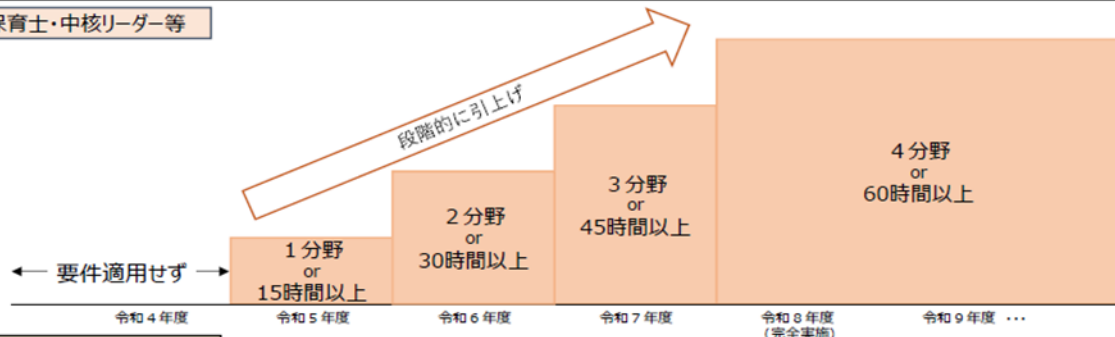 保育士・中核リーダー等
段階的に引上げ
4分野
or
60時間以上
3分野
or
45時間以上
2分野
or
30時間以上
1分野
or
15時間以上
要件適用せず
令和4年度
令和5年度
令和6年度
令和7年度
令和8年度
(完全実施)
令和9年度 ・・・